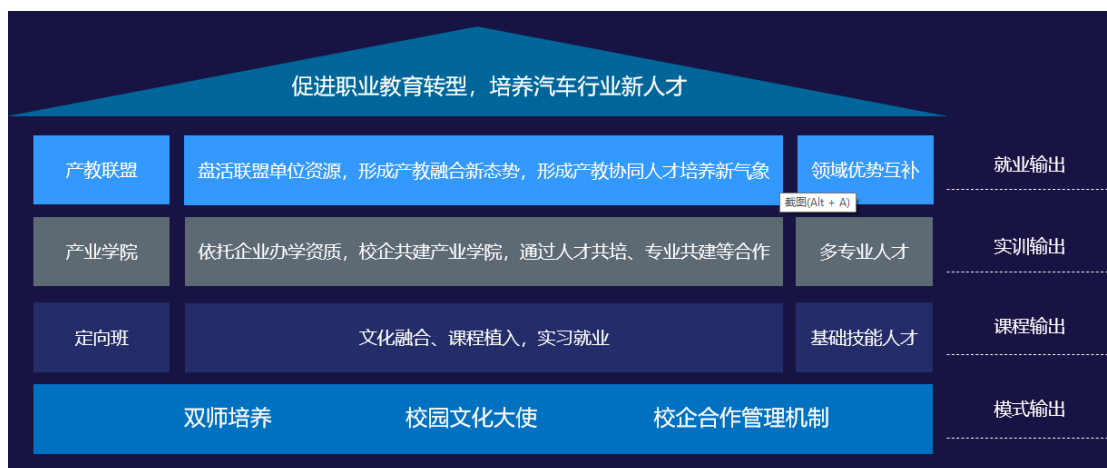 促进职业教育转型，培养汽车行业新人才
产教联盟
盘活联盟单位资源，形成产教融合新态势，形成产教协同人才培养新气象
领域优势互补
就业输出
截图(Alt + A)
产业学院
依托企业办学资质，校企共建产业学院，通过人才共培、专业共建等合作
多专业人才
实训输出
定向班
文化融合、课程植入，实习就业
基础技能人才
课程输出
双师培养
校园文化大使
校企合作管理机制
模式输出